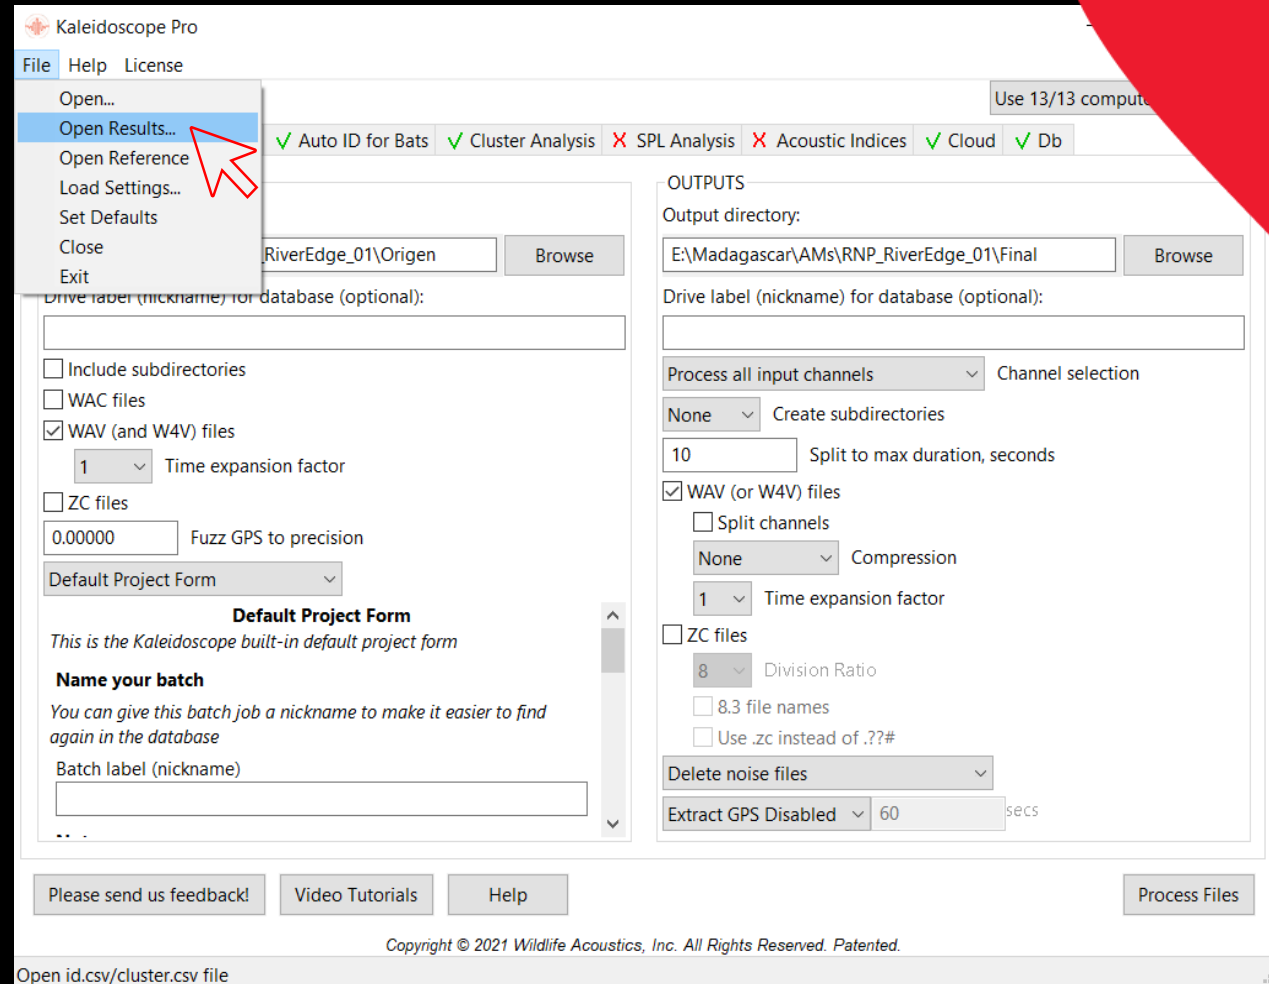 Kaleidoscope Pro
File Help License
Open...
Open Results...
Open Reference
Load Settings...
Set Defaults
Close
Exit
Use 13/13
Auto ID for Bats Cluster Analysis SPL Analysis Acoustic Indices Cloud Db
RiverEdge_01\Origen Browse
Drive label (nickname) for database (optional):
Include subdirectories
WAC files
WAV (and W4V) files
1 Time expansion factor
ZC files
0.00000 Fuzz GPS to precision
Default Project Form
Default Project Form
This is the Kaleidoscope built-in default project form
Name your batch
You can give this batch job a nickname to make it easier to find
again in the database
Batch label (nickname)
OUTPUTS
Output directory:
E:\Madagascar\AMs\RNP_RiverEdge_01\Final Browse
Drive label (nickname) for database (optional):
Process all input channels Channel selection
None Create subdirectories
10 Split to max duration, seconds
WAV (or W4V) files
Split channels
None Compression
1 Time expansion factor
ZC files
8 Division Ratio
8.3 file names
Use .zc instead of .??#
Delete noise files
Extract GPS Disabled 60 secs
Please send us feedback! Video Tutorials Help Process Files
Copyright © 2021 Wildlife Acoustics, Inc. All Rights Reserved. Patented.
Open id.csv/cluster.csv file